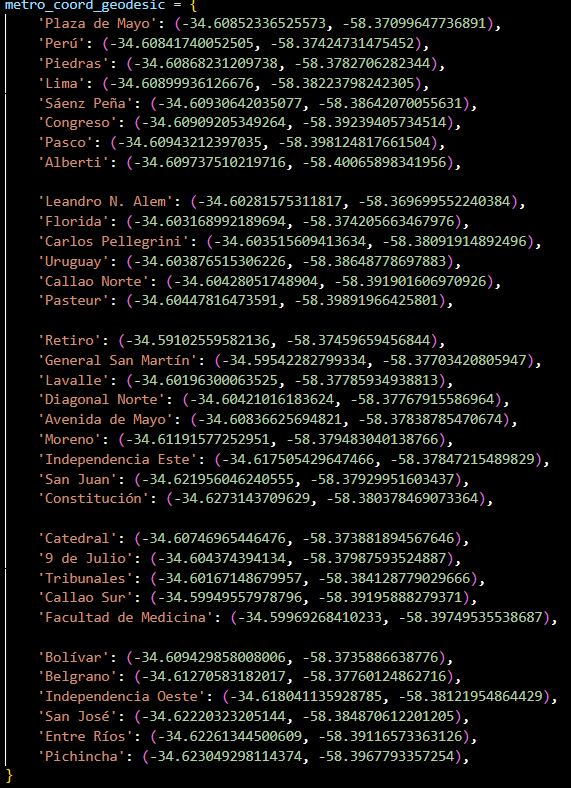 metro_coord_geodesic = {
'Plaza de Mayo': (-34.60852336525573, -58.37099647736891),
'Perú': (-34.60841740052505, -58.37424731475452),
'Piedras': (-34.60868231209738, -58.3782706282344),
'Lima': (-34.60899936126676, -58.38223798242305),
'Sáenz Peña': (-34.60930642035077, -58.38642070055631),
'Congreso': (-34.60909205349264, -58.39239405734514),
'Pasco': (-34.60943212397035, -58.398124817661504),
'Alberti': (-34.609737510219716, -58.40065898341956),
'Leandro N. Alem': (-34.60281575311817, -58.369699552240384),
'Florida': (-34.603168992189694, -58.374205663467976),
'Carlos Pellegrini': (-34.603515609413634, -58.38091914892496),
'Uruguay': (-34.603876515306226, -58.38648778697883),
'Callao Norte': (-34.60428051748904, -58.391901606970926),
'Pasteur': (-34.60447816473591, -58.39891966425801),
'Retiro': (-34.59102559582136, -58.37459659456844),
'General San Martín': (-34.59542282799334, -58.37703420805947),
'Lavalle': (-34.60196300063525, -58.37785934938813),
'Diagonal Norte': (-34.60421016183624, -58.37767915586964),
'Avenida de Mayo': (-34.60836625694821, -58.37838785470674),
'Moreno': (-34.61191577252951, -58.379483040138766),
'Independencia Este': (-34.617505429647466, -58.37847215489829),
'San Juan': (-34.621956046240555, -58.37929951603437),
'Constitución': (-34.6273143709629, -58.380378469073364),
'Catedral': (-34.60746965446476, -58.373881894567646),
'9 de Julio': (-34.604374394134, -58.37987593524887),
'Tribunales': (-34.60167148679957, -58.384128779029666),
'Callao Sur': (-34.59949557978796, -58.39195888279371),
'Facultad de Medicina': (-34.59969268410233, -58.39749535538687),
'Bolívar': (-34.609429858008006, -58.3735886638776),
'Belgrano': (-34.61270583182017, -58.37760124862716),
'Independencia Oeste': (-34.618041135928785, -58.38121954864429),
'San José': (-34.62220323205144, -58.384870612201205),
'Entre Ríos': (-34.62261344500609, -58.39116573363126),
'Pichincha': (-34.623049298114374, -58.3967793357254),
}